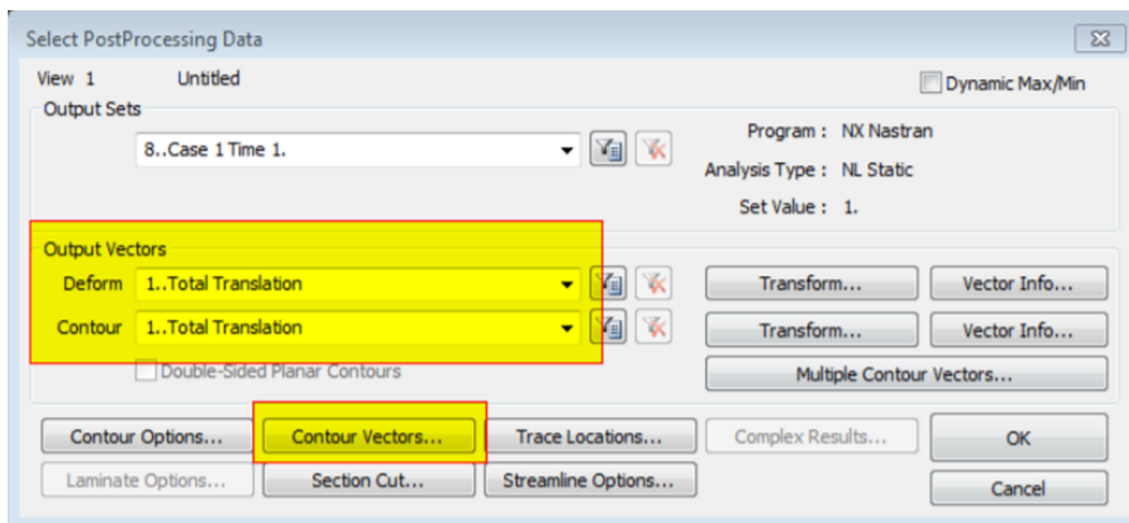 Select PostProcessing Data
View 1 Untitled
Dynamic Max/Min
Output Sets
8..Case 1 Time 1.
Program : NX Nastran
Analysis Type : NL Static
Set Value : 1.
Output Vectors
Deform 1..Total Translation Transform... Vector Info...
Contour 1..Total Translation Transform... Vector Info...
Double-Sided Planar Contours Multiple Contour Vectors...
Contour Options... Contour Vectors... Trace Locations... Complex Results... OK
Laminate Options... Section Cut... Streamline Options... Cancel